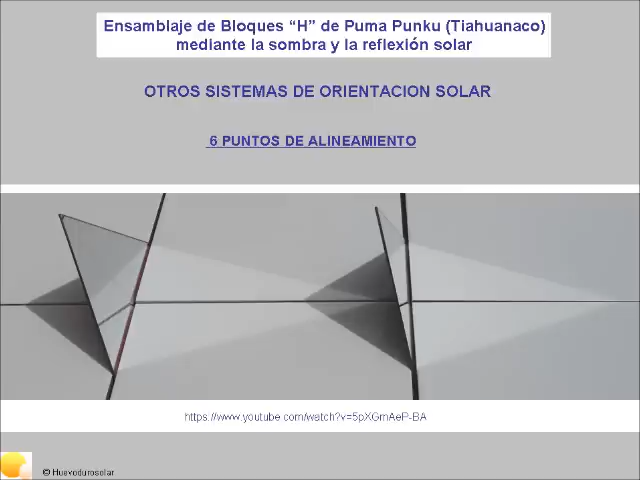 Ensamblaje de Bloques “H” de Puma Punku (Tiahuanaco)
mediante la sombra y la reflexión solar
OTROS SISTEMAS DE ORIENTACION SOLAR
6 PUNTOS DE ALINEAMIENTO
https://www.youtube.com/watch?v=5pXGmAeP-BA
© Huevodurosolar